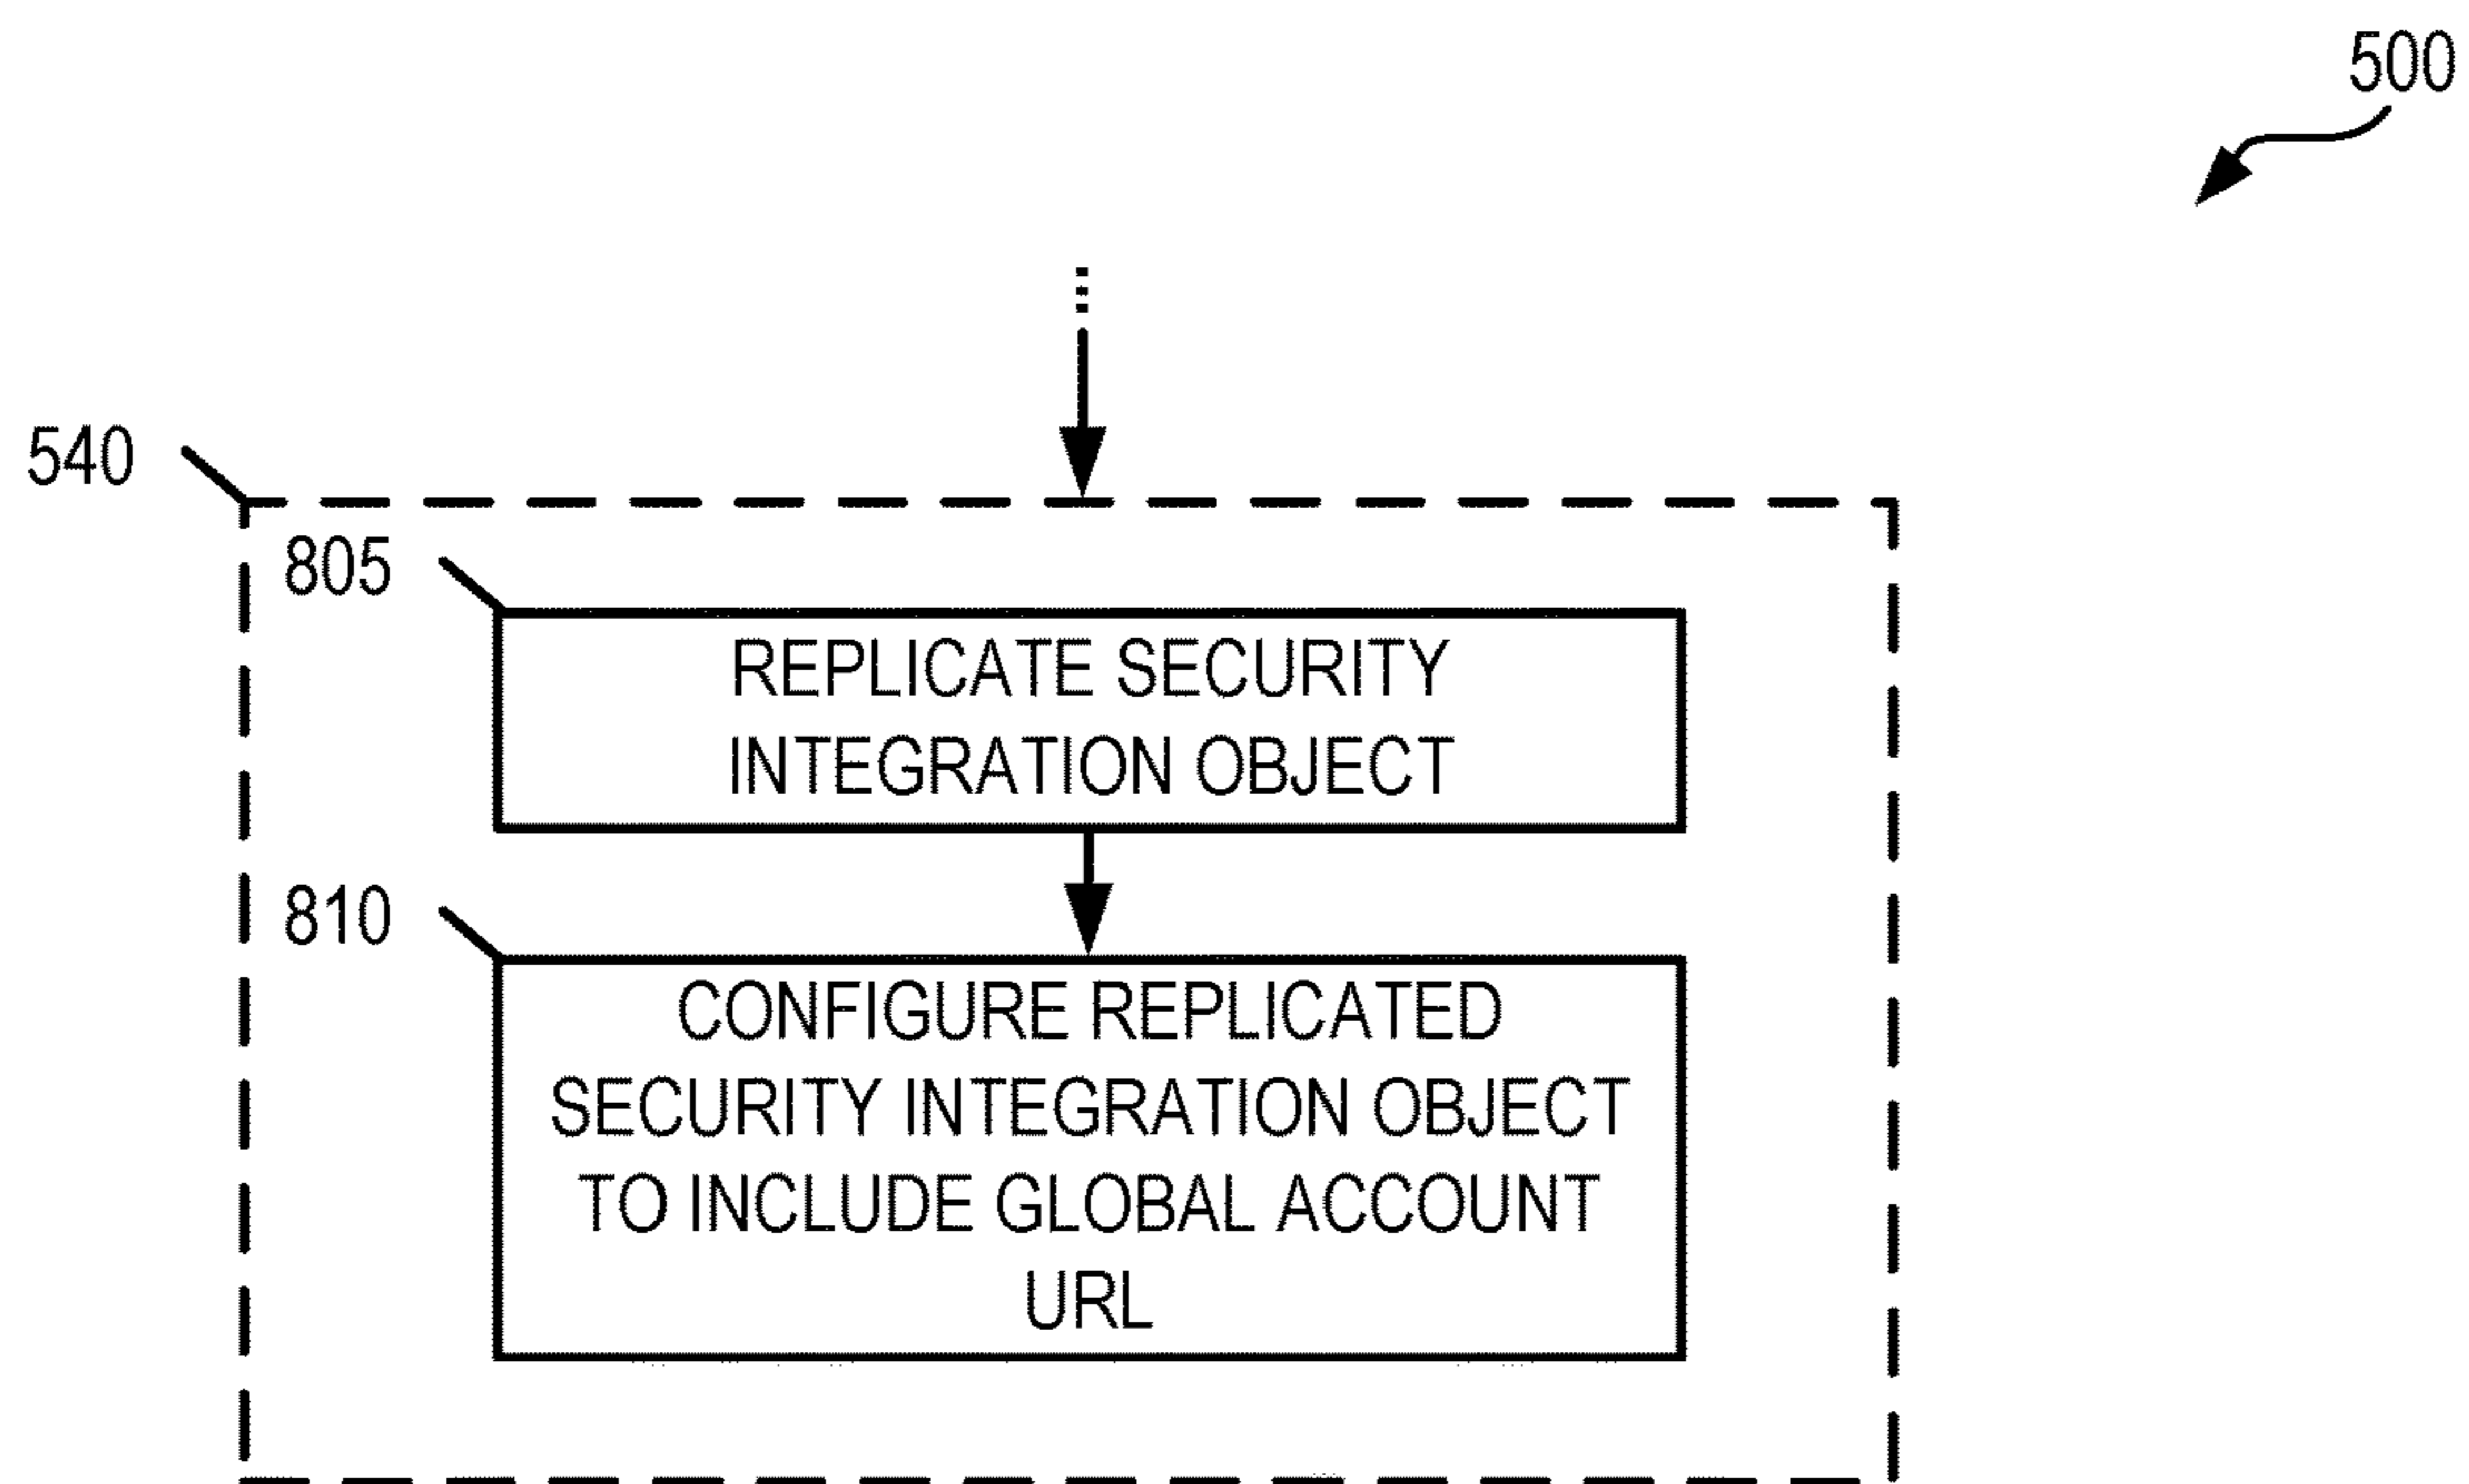 500
540
805
REPLICATE SECURITY
INTEGRATION OBJECT
810
CONFIGURE REPLICATED
SECURITY INTEGRATION OBJECT
TO INCLUDE GLOBAL ACCOUNT
URL